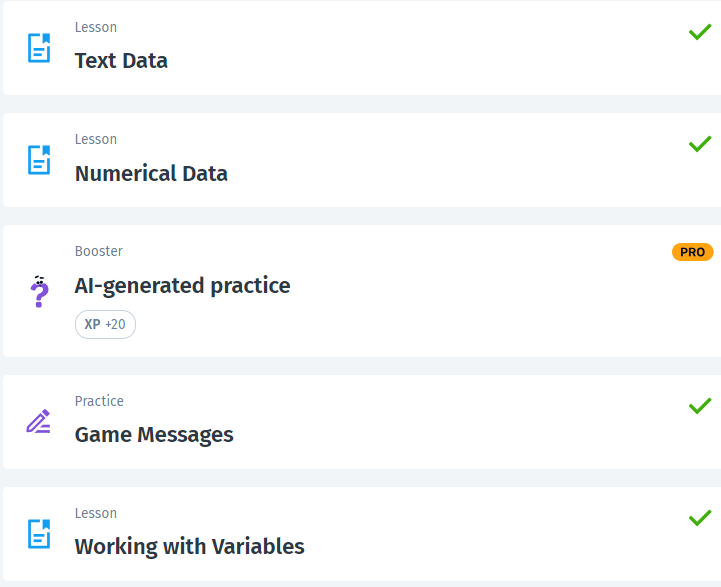 Lesson
Text Data
Lesson
Numerical Data
Booster
PRO
AI-generated practice
XP +20
Practice
Game Messages
Lesson
Working with Variables